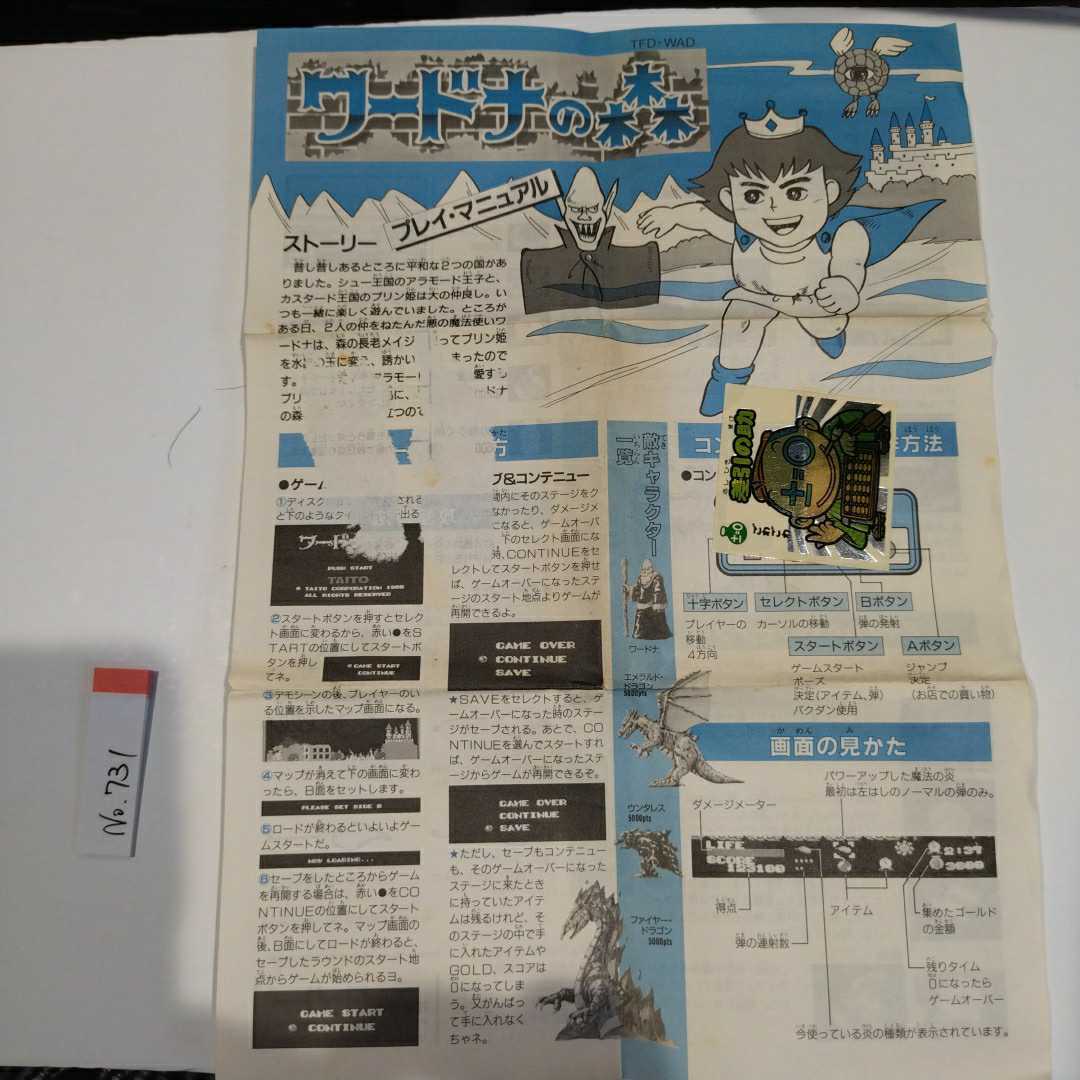 TFD-WAD
ワードナの森
プレイ・マニュアル
ストーリー
昔し昔しあるところに平和な2つの国があ
りました。シュー王国のアラモード王子と、
カスタード王国のプリン姫は大の仲良し。い
つも一緒に楽しく遊んでいました。ところが
ある日、2人の仲をねたんだ悪の魔法使いワ
ードナは、森の長老メイジ ってプリン姫
を水 玉に変え、誘かい まったので
す。 アラモー 愛す
プリ に、 ードナ
の森 つので
方
●ゲー
①ディスク される
と下のような 出る
PUSH START
TAITO
© TAITO CORPORATION 1988
ALL RIGHTS RESERVED
②スタートボタンを押すとセレク
ト画面に変わるから、赤い●をS
TARTの位置にしてスタートボ
タンを押し
てネ。
GAME START
CONTINUE
③デモシーンの後、プレイヤーのい
る位置を示したマップ画面になる。
④マップが消えて下の画面に変わ
ったら、B面をセットします。
PLEASE SET SIDE B
⑤ロードが終わるといよいよゲー
ムスタートだ。
NOW LOADING...
⑥セーブをしたところからゲーム
を再開する場合は、赤い●をCO
NTINUEの位置にしてスタート
ボタンを押してネ。マップ画面の
後、B面にしてロードが終わると、
セーブしたラウンドのスタート地
点からゲームが始められるヨ。
GAME START
CONTINUE
ブ&コンテニュー
間内にそのステージをク
なかったり、ダメージメ
になると、ゲームオーバ
下のセレクト画面にな
時、CONTINUEをセ
レクトしてスタートボタンを押せ
ば、ゲームオーバーになったステ
ージのスタート地点よりゲームが
再開できるよ。
GAME OVER
CONTINUE
SAVE
★SAVEをセレクトすると、ゲ
ームオーバーになった時のステー
ジがセーブされる。あとで、CO
NTINUEを選んでスタートすれ
ば、ゲームオーバーになったステ
ージからゲームが再開できるぞ。
GAME OVER
CONTINUE
SAVE
★ただし、セーブもコンテニュー
も、そのゲームオーバーになった
ステージに来たとき
に持っていたアイテ
ムは残るけれど、そ
のステージの中で手
に入れたアイテムや
GOLD、スコアは
0になってしま
う。又がんばっ
て手に入れなく
ちゃネ。
敵キャラクター
一覧
ワードナ
エメラルド・
ドラゴン
5000pts
ウンタレス
5000pts
ファイヤー・
ドラゴン
5000pts
コン 方法
●コン
差引の助
±0
十字ボタン
プレイヤーの
移動
4方向
セレクトボタン
カーソルの移動
Bボタン
弾の発射
スタートボタン
ゲームスタート
ポーズ
決定(アイテム、弾)
バクダン使用
Aボタン
ジャンプ
決定
(お店での買い物)
画面の見かた
パワーアップした魔法の炎
最初は左はしのノーマルの弾のみ。
ダメージメーター
LIFE
SCORE
123100
2:37
3000
得点
弾の連射数
アイテム
集めたゴールド
の金額
残りタイム
0になったら
ゲームオーバー
今使っている炎の種類が表示されています。
No.731